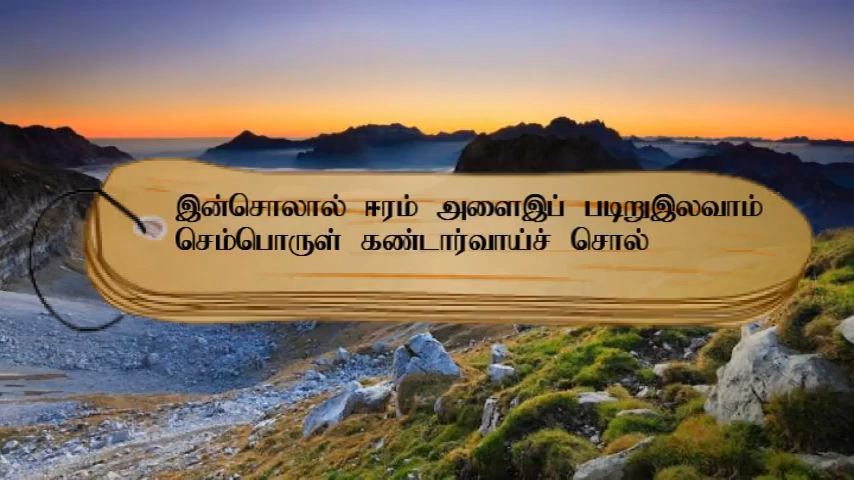 இன்சொலால் ஈரம் அளைஇப் படிறுஇலவாம்
செம்பொருள் கண்டார்வாய்ச் சொல்